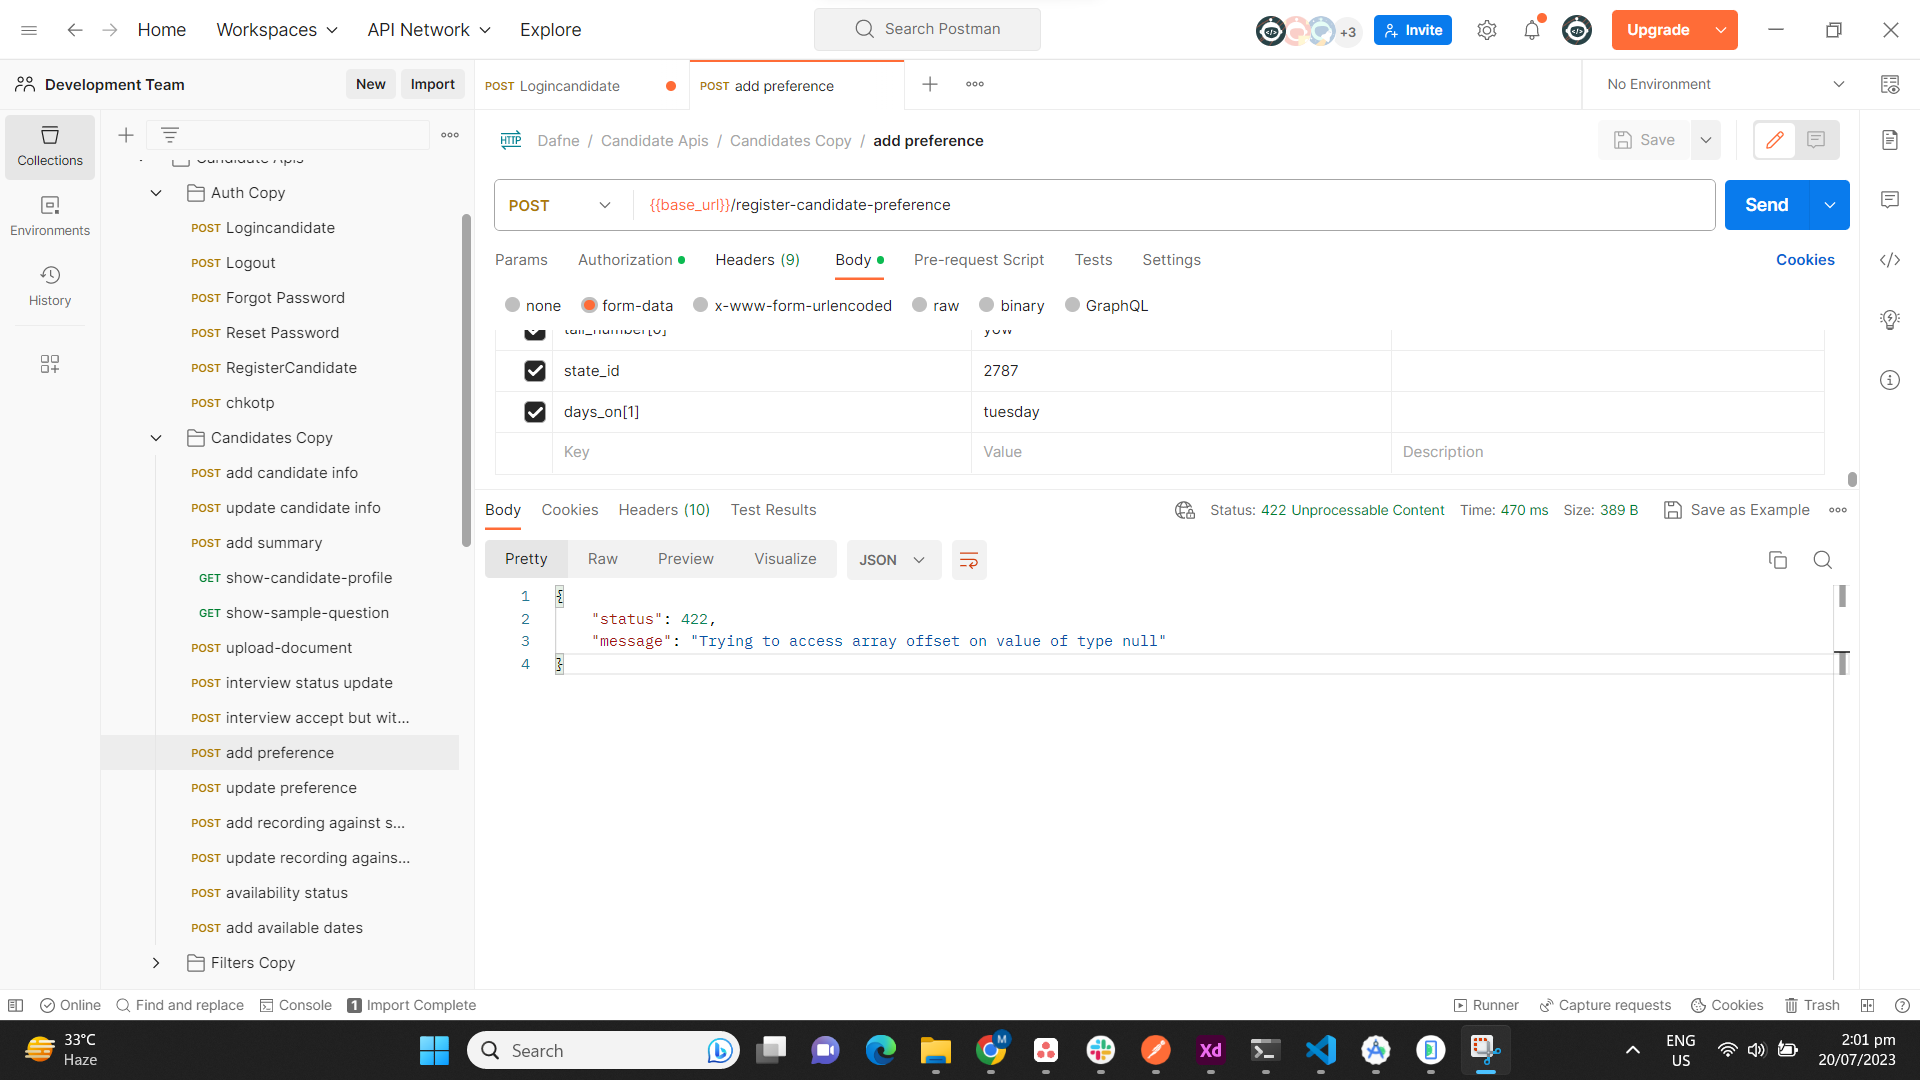 Home
Workspaces
API Network
Explore
Search Postman
+3
Invite
Upgrade
Development Team
New
Import
POST Logincandidate
POST add preference
No Environment
Collections
Environments
History
Candidate Apis
Auth Copy
POST Logincandidate
POST Logout
POST Forgot Password
POST Reset Password
POST RegisterCandidate
POST chkotp
Candidates Copy
POST add candidate info
POST update candidate info
POST add summary
GET show-candidate-profile
GET show-sample-question
POST upload-document
POST interview status update
POST interview accept but wit...
POST add preference
POST update preference
POST add recording against s...
POST update recording agains...
POST availability status
POST add available dates
Filters Copy
HTTP Dafne / Candidate Apis / Candidates Copy / add preference
Save
POST {{base_url}}/register-candidate-preference
Send
Params Authorization Headers (9) Body Pre-request Script Tests Settings
Cookies
none form-data x-www-form-urlencoded raw binary GraphQL
state_id 2787
days_on[1] tuesday
Key Value Description
Body Cookies Headers (10) Test Results
Status: 422 Unprocessable Content Time: 470 ms Size: 389 B Save as Example
Pretty Raw Preview Visualize JSON
1 {
2 "status": 422,
3 "message": "Trying to access array offset on value of type null"
4 }
Online Find and replace Console 1 Import Complete
Runner Capture requests Cookies Trash
33°C
Haze
Search
M
Xd
ENG
US
2:01 pm
20/07/2023